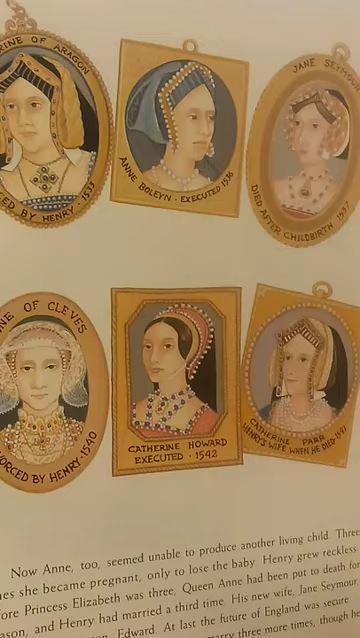 RINE OF ARAGON
CED BY HENRY · 1533
ANNE BOLEYN · EXECUTED 1536
JANE SEYMOUR
DIED AFTER CHILDBIRTH 1537
NE OF CLEVES
VORCED BY HENRY · 1540
CATHERINE HOWARD
EXECUTED · 1542
CATHERINE PARR
HENRY'S WIFE WHEN HE DIED 1547
Now Anne, too, seemed unable to produce another living child. Three
es she became pregnant, only to lose the baby. Henry grew reckless
fore Princess Elizabeth was three, Queen Anne had been put to death for
ason, and Henry had married a third time. His new wife, Jane Seymour,
son, Edward. At last the future of England was secure
marry three more times, though he